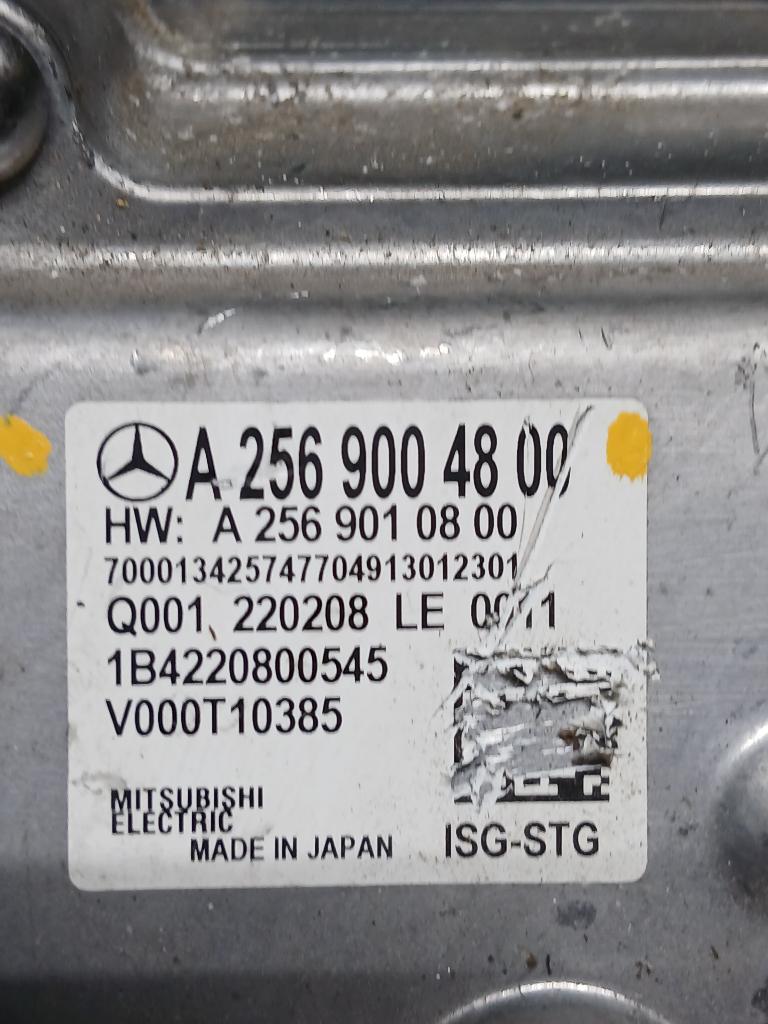 A 256 900 48 00
HW: A 256 901 08 00
700013425747704913012301
Q001 220208 LE
1B4220800545
V000T10385
MITSUBISHI
ELECTRIC
MADE IN JAPAN
ISG-STG